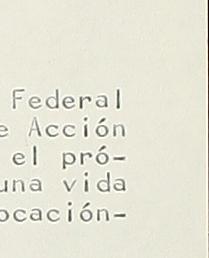 Federal
e Acción
el pró-
una vida
ocación-